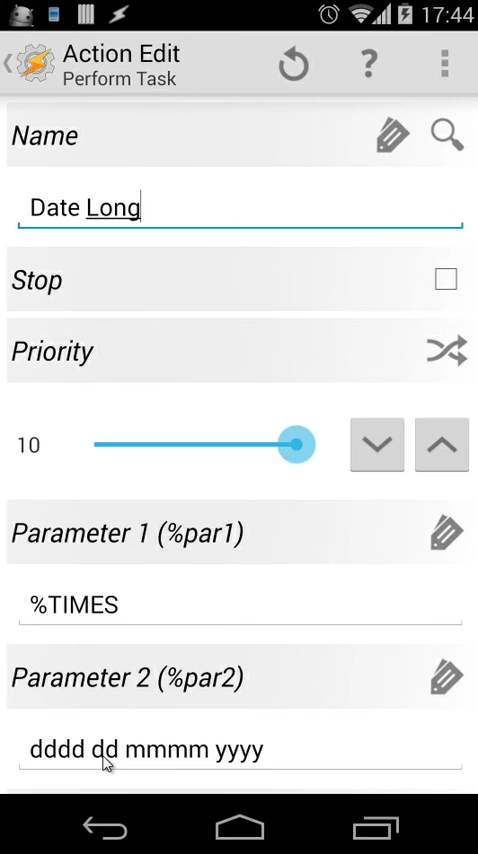 17:44
Action Edit
Perform Task
Name
Date Long
Stop
Priority
10
Parameter 1 (%par1)
%TIMES
Parameter 2 (%par2)
dddd dd mmmm yyyy